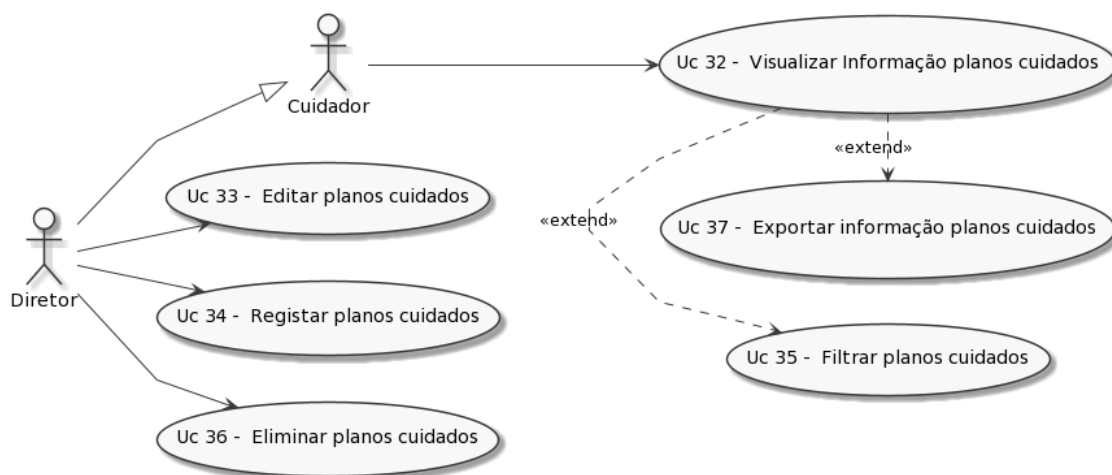 Cuidador
Uc 32 -  Visualizar Informação planos cuidados
«extend»
Uc 33 -  Editar planos cuidados
«extend»
Uc 37 -  Exportar informação planos cuidados
Diretor
Uc 34 -  Registar planos cuidados
Uc 35 -  Filtrar planos cuidados
Uc 36 -  Eliminar planos cuidados